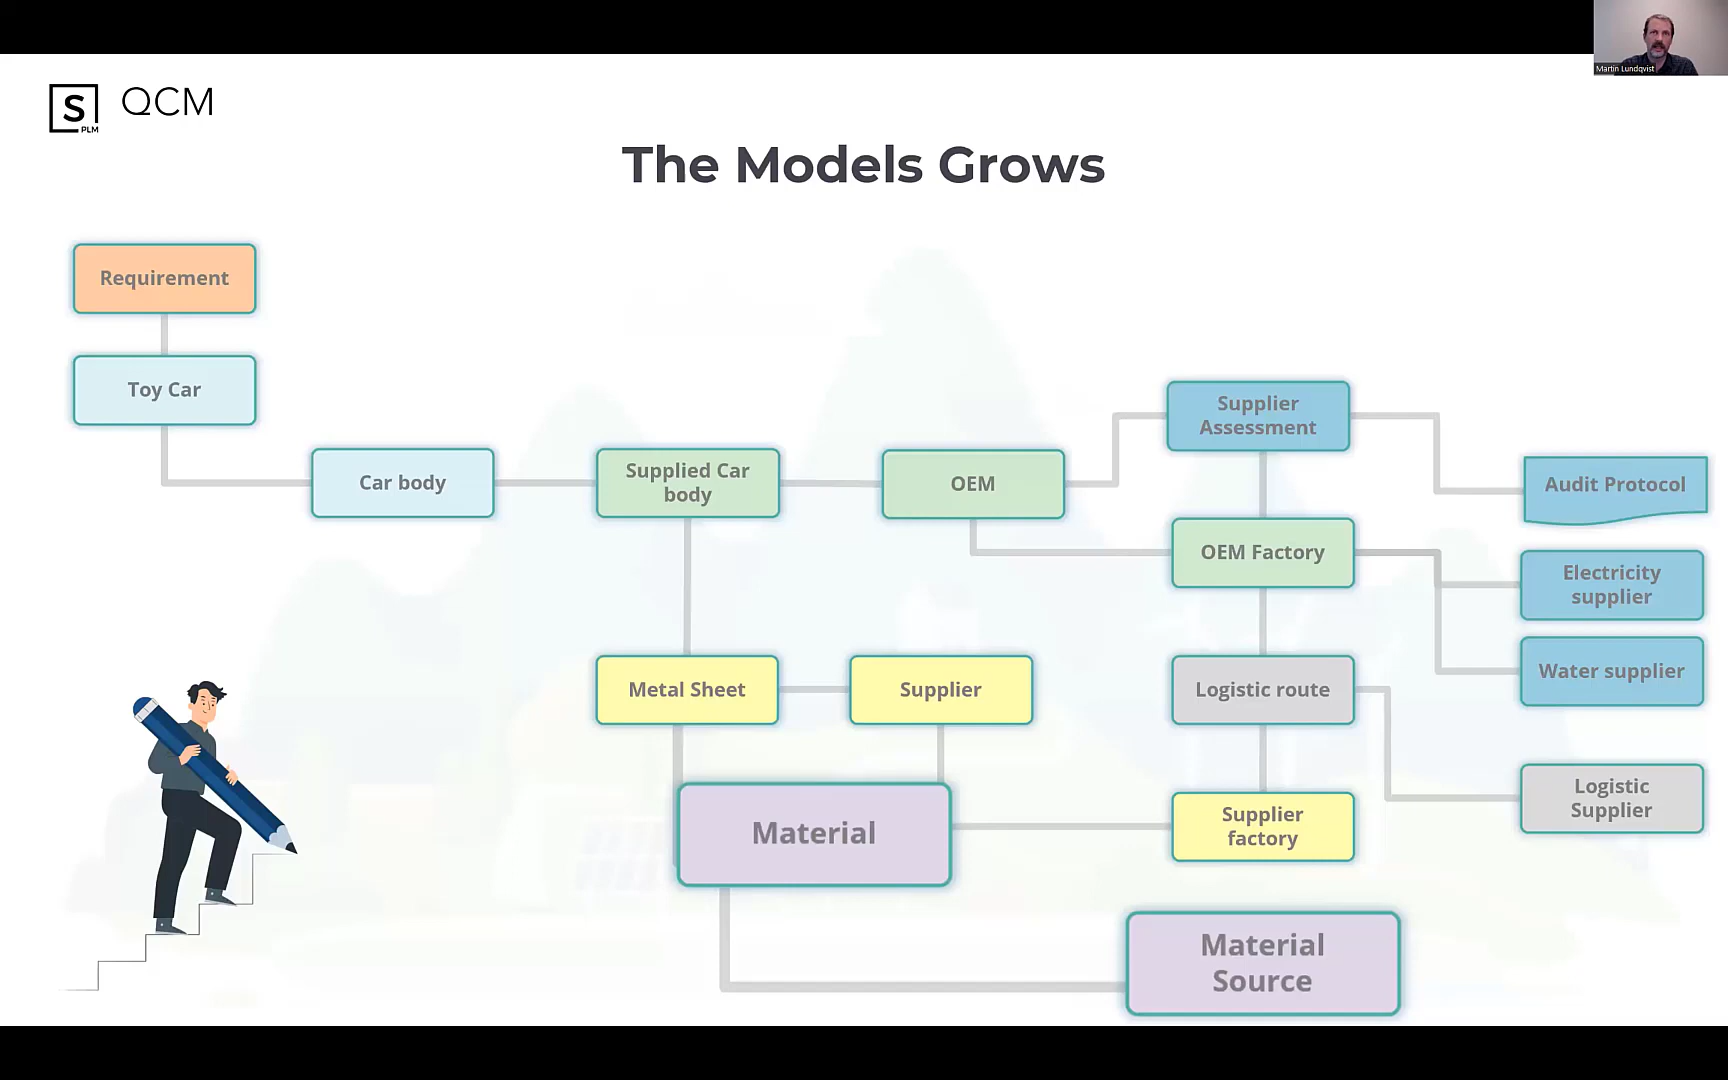 Martin Lundqvist
S
PLM
QCM
The Models Grows
Requirement
Toy Car
Car body
Supplied Car
body
OEM
Supplier
Assessment
Audit Protocol
OEM Factory
Electricity
supplier
Water supplier
Metal Sheet
Supplier
Logistic route
Logistic
Supplier
Material
Supplier
factory
Material
Source